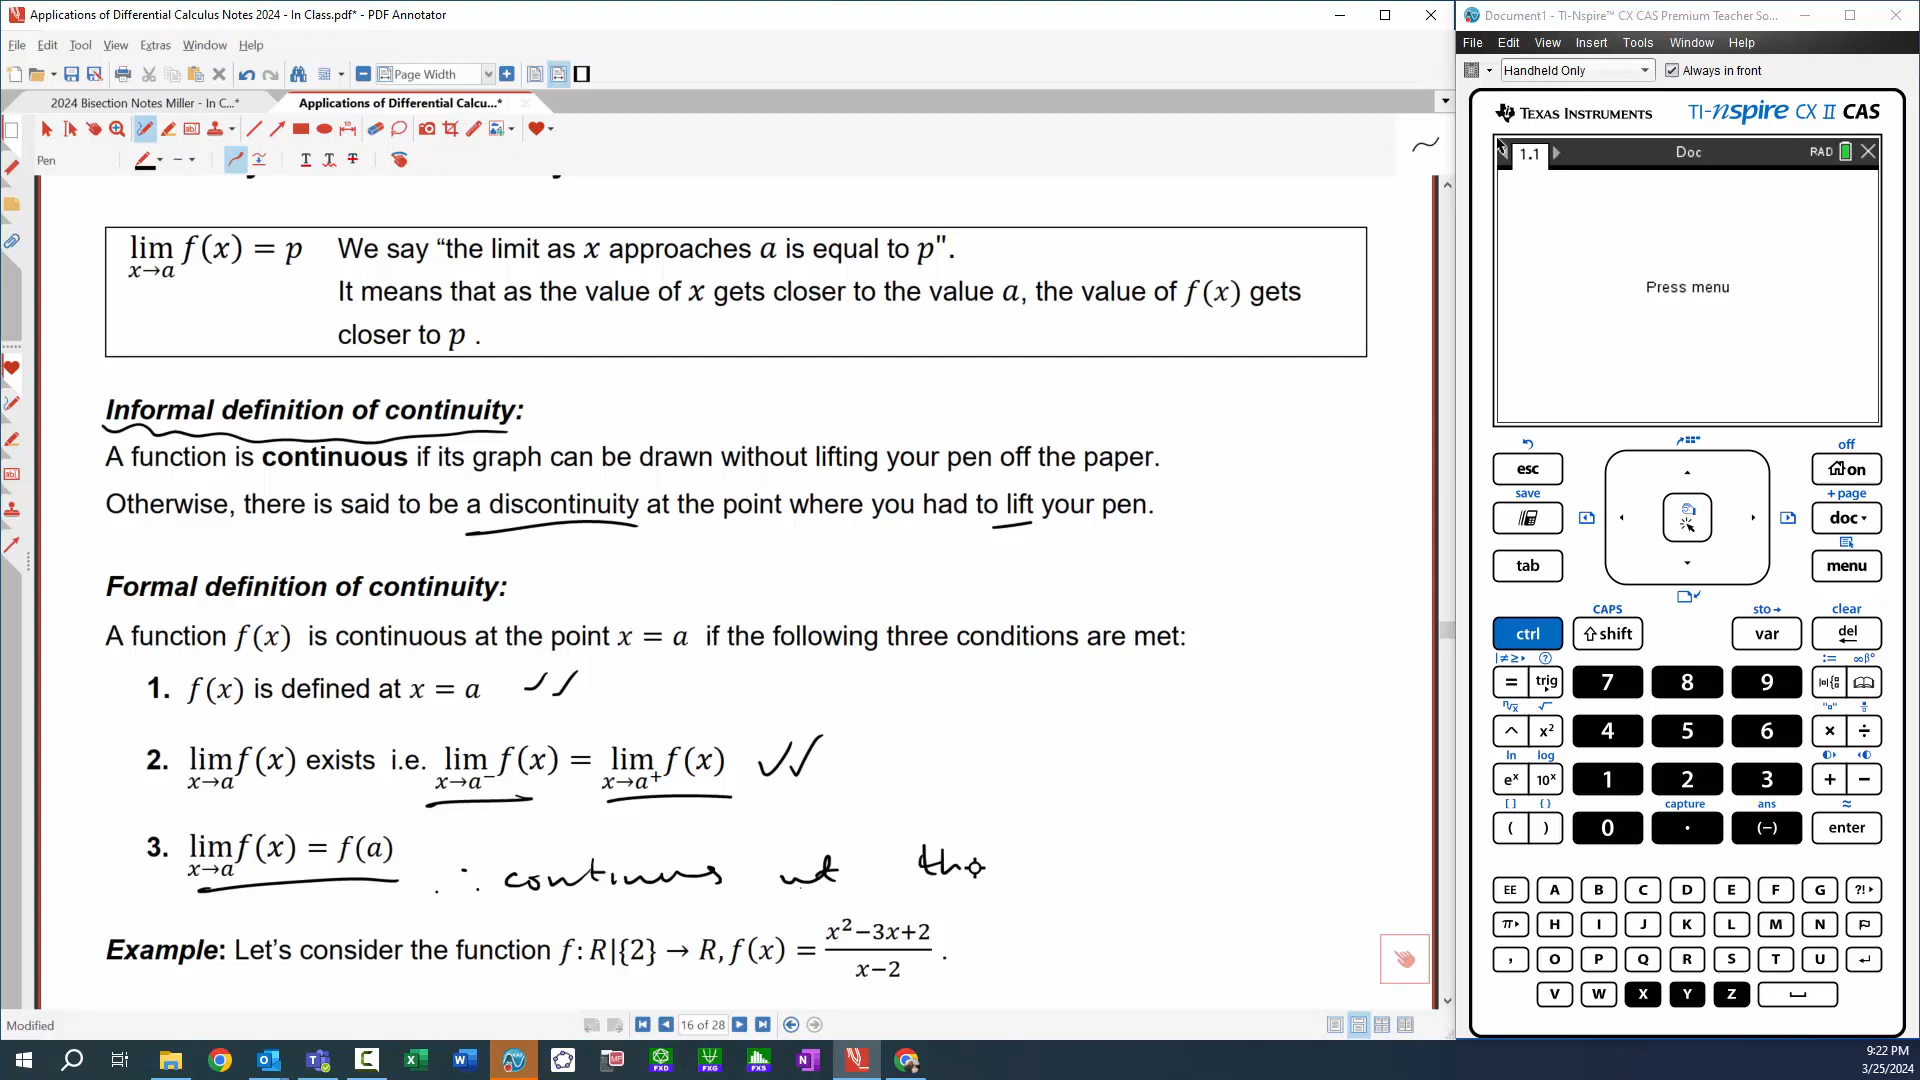 Applications of Differential Calculus Notes 2024 - In Class.pdf* - PDF Annotator
File Edit Tool View Extras Window Help
Page Width
2024 Bisection Notes Miller - In C...*
Applications of Differential Calcu...*
Pen
lim x→a f(x) = p We say “the limit as x approaches a is equal to p".
It means that as the value of x gets closer to the value a, the value of f(x) gets
closer to p .
Informal definition of continuity:
A function is continuous if its graph can be drawn without lifting your pen off the paper.
Otherwise, there is said to be a discontinuity at the point where you had to lift your pen.
Formal definition of continuity:
A function f(x) is continuous at the point x = a if the following three conditions are met:
1. f(x) is defined at x = a
2. lim x→a f(x) exists i.e. lim x→a⁻ f(x) = lim x→a⁺ f(x)
3. lim x→a f(x) = f(a)
Example: Let’s consider the function f: R|{2} → R, f(x) = (x²−3x+2)/(x−2) .
Modified
16 of 28
Document1 - TI-Nspire™ CX CAS Premium Teacher So...
File Edit View Insert Tools Window Help
Handheld Only
Always in front
TEXAS INSTRUMENTS
TI-nspire CX II CAS
1.1 Doc RAD
Press menu
off
esc on
save + page
doc
tab menu
CAPS sto→ clear
ctrl shift var del
= trig 7 8 9
^ x² 4 5 6 × ÷
ln log
eˣ 10ˣ 1 2 3 + −
[ ] { } capture ans ≈
( ) 0 . (−) enter
EE A B C D E F G ?!
π H I J K L M N
, O P Q R S T U
V W X Y Z
9:22 PM
3/25/2024